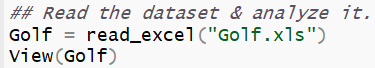 ## Read the dataset & analyze it.
Golf = read_excel("Golf.xls")
View(Golf)